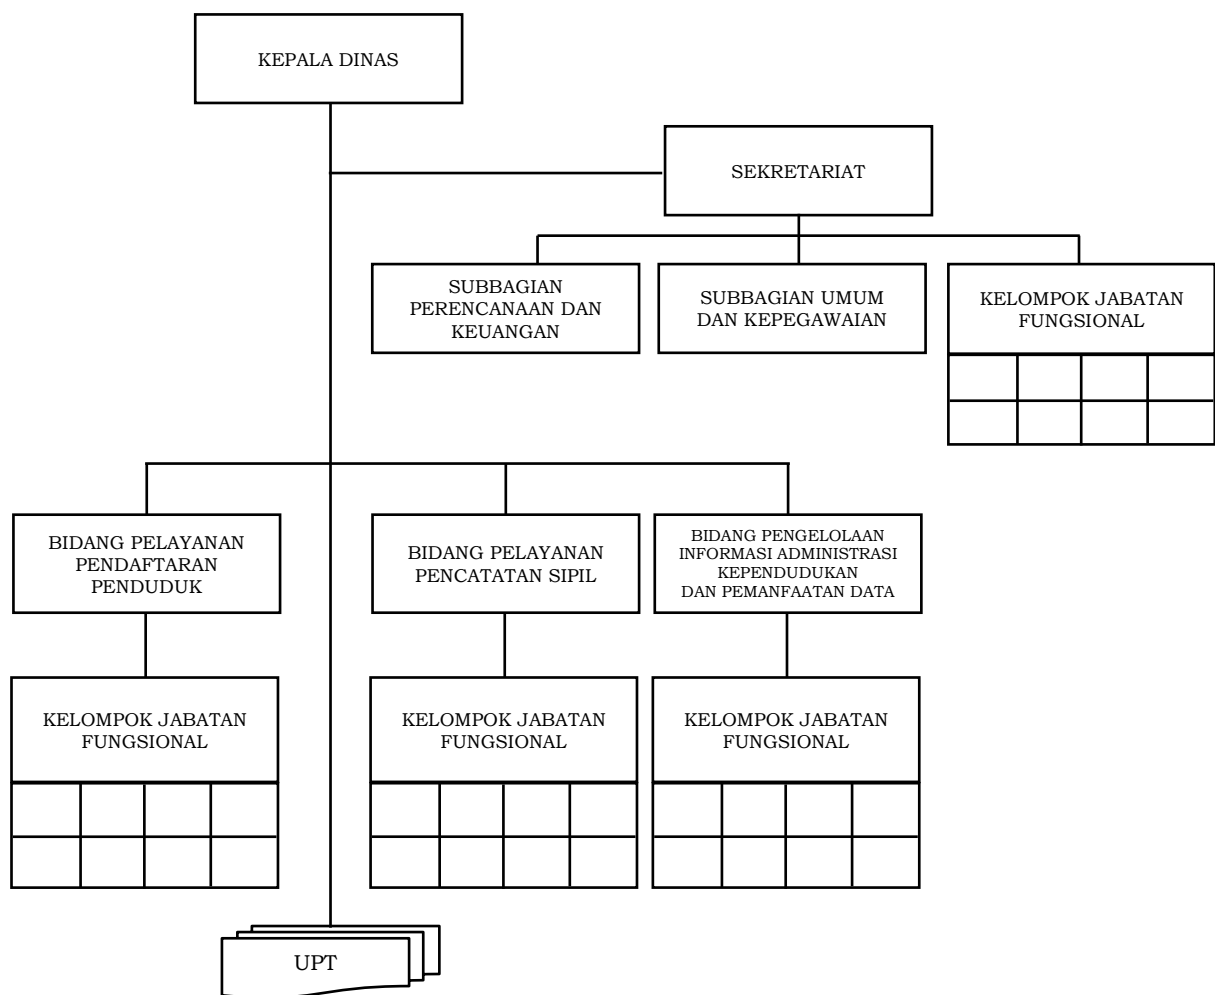 KEPALA DINAS
SEKRETARIAT
SUBBAGIAN
PERENCANAAN DAN
KEUANGAN
SUBBAGIAN UMUM
DAN KEPEGAWAIAN
KELOMPOK JABATAN
FUNGSIONAL
BIDANG PELAYANAN
PENDAFTARAN
PENDUDUK
BIDANG PELAYANAN
PENCATATAN SIPIL
BIDANG PENGELOLAAN
INFORMASI ADMINISTRASI
KEPENDUDUKAN
DAN PEMANFAATAN DATA
KELOMPOK JABATAN
FUNGSIONAL
KELOMPOK JABATAN
FUNGSIONAL
KELOMPOK JABATAN
FUNGSIONAL
UPT